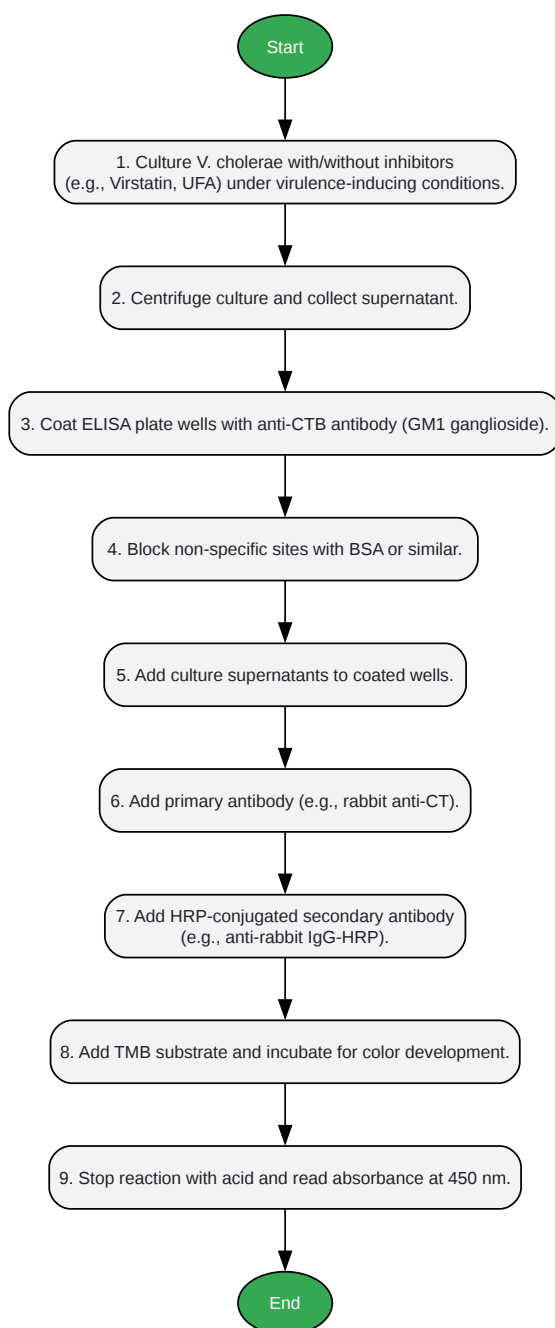 Start
1. Culture V. cholerae with/without inhibitors
(e.g., Virstatin, UFA) under virulence-inducing conditions.
2. Centrifuge culture and collect supernatant.
3. Coat ELISA plate wells with anti-CTB antibody (GM1 ganglioside).
4. Block non-specific sites with BSA or similar.
5. Add culture supernatants to coated wells.
6. Add primary antibody (e.g., rabbit anti-CT).
7. Add HRP-conjugated secondary antibody
(e.g., anti-rabbit IgG-HRP).
8. Add TMB substrate and incubate for color development.
9. Stop reaction with acid and read absorbance at 450 nm.
End